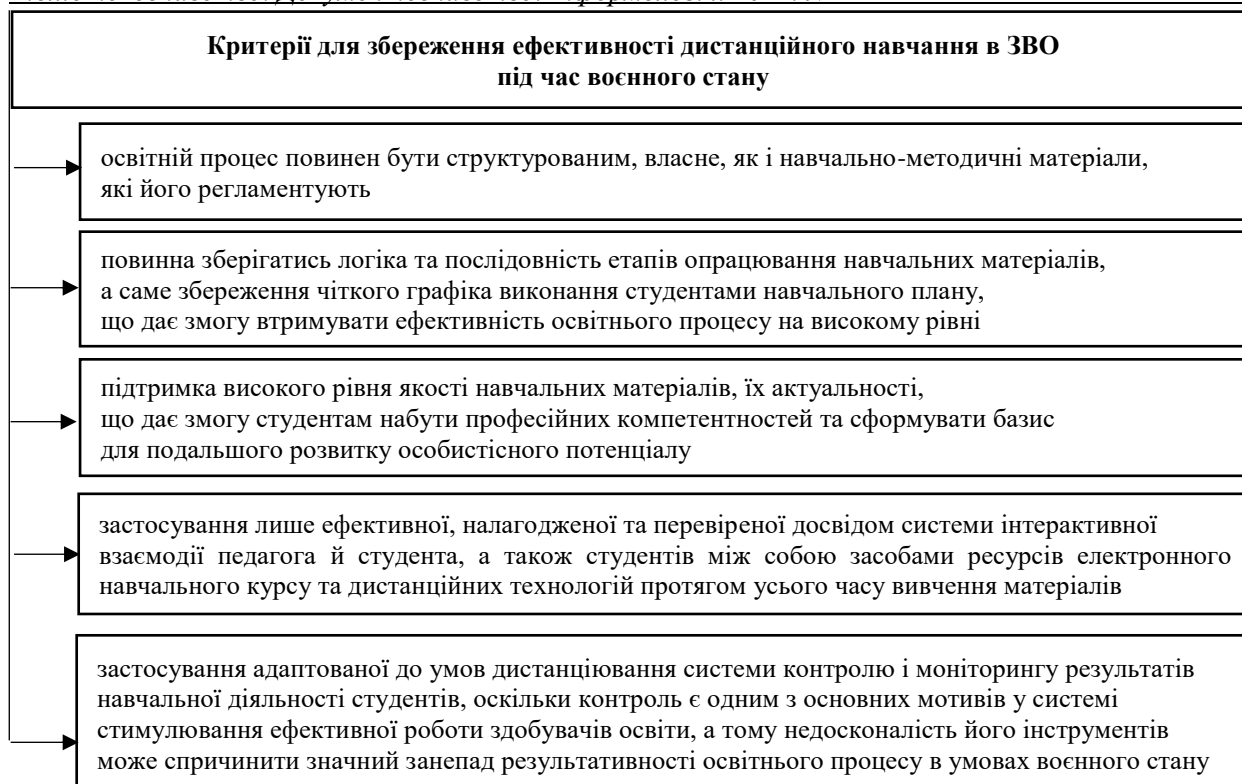 Критерії для збереження ефективності дистанційного навчання в ЗВО
під час воєнного стану
освітній процес повинен бути структурованим, власне, як і навчально-методичні матеріали,
які його регламентують
повинна зберігатись логіка та послідовність етапів опрацювання навчальних матеріалів,
а саме збереження чіткого графіка виконання студентами навчального плану,
що дає змогу втримувати ефективність освітнього процесу на високому рівні
підтримка високого рівня якості навчальних матеріалів, їх актуальності,
що дає змогу студентам набути професійних компетентностей та сформувати базис
для подальшого розвитку особистісного потенціалу
застосування лише ефективної, налагодженої та перевіреної досвідом системи інтерактивної
взаємодії педагога й студента, а також студентів між собою засобами ресурсів електронного
навчального курсу та дистанційних технологій протягом усього часу вивчення матеріалів
застосування адаптованої до умов дистанціювання системи контролю і моніторингу результатів
навчальної діяльності студентів, оскільки контроль є одним з основних мотивів у системі
стимулювання ефективної роботи здобувачів освіти, а тому недосконалість його інструментів
може спричинити значний занепад результативності освітнього процесу в умовах воєнного стану